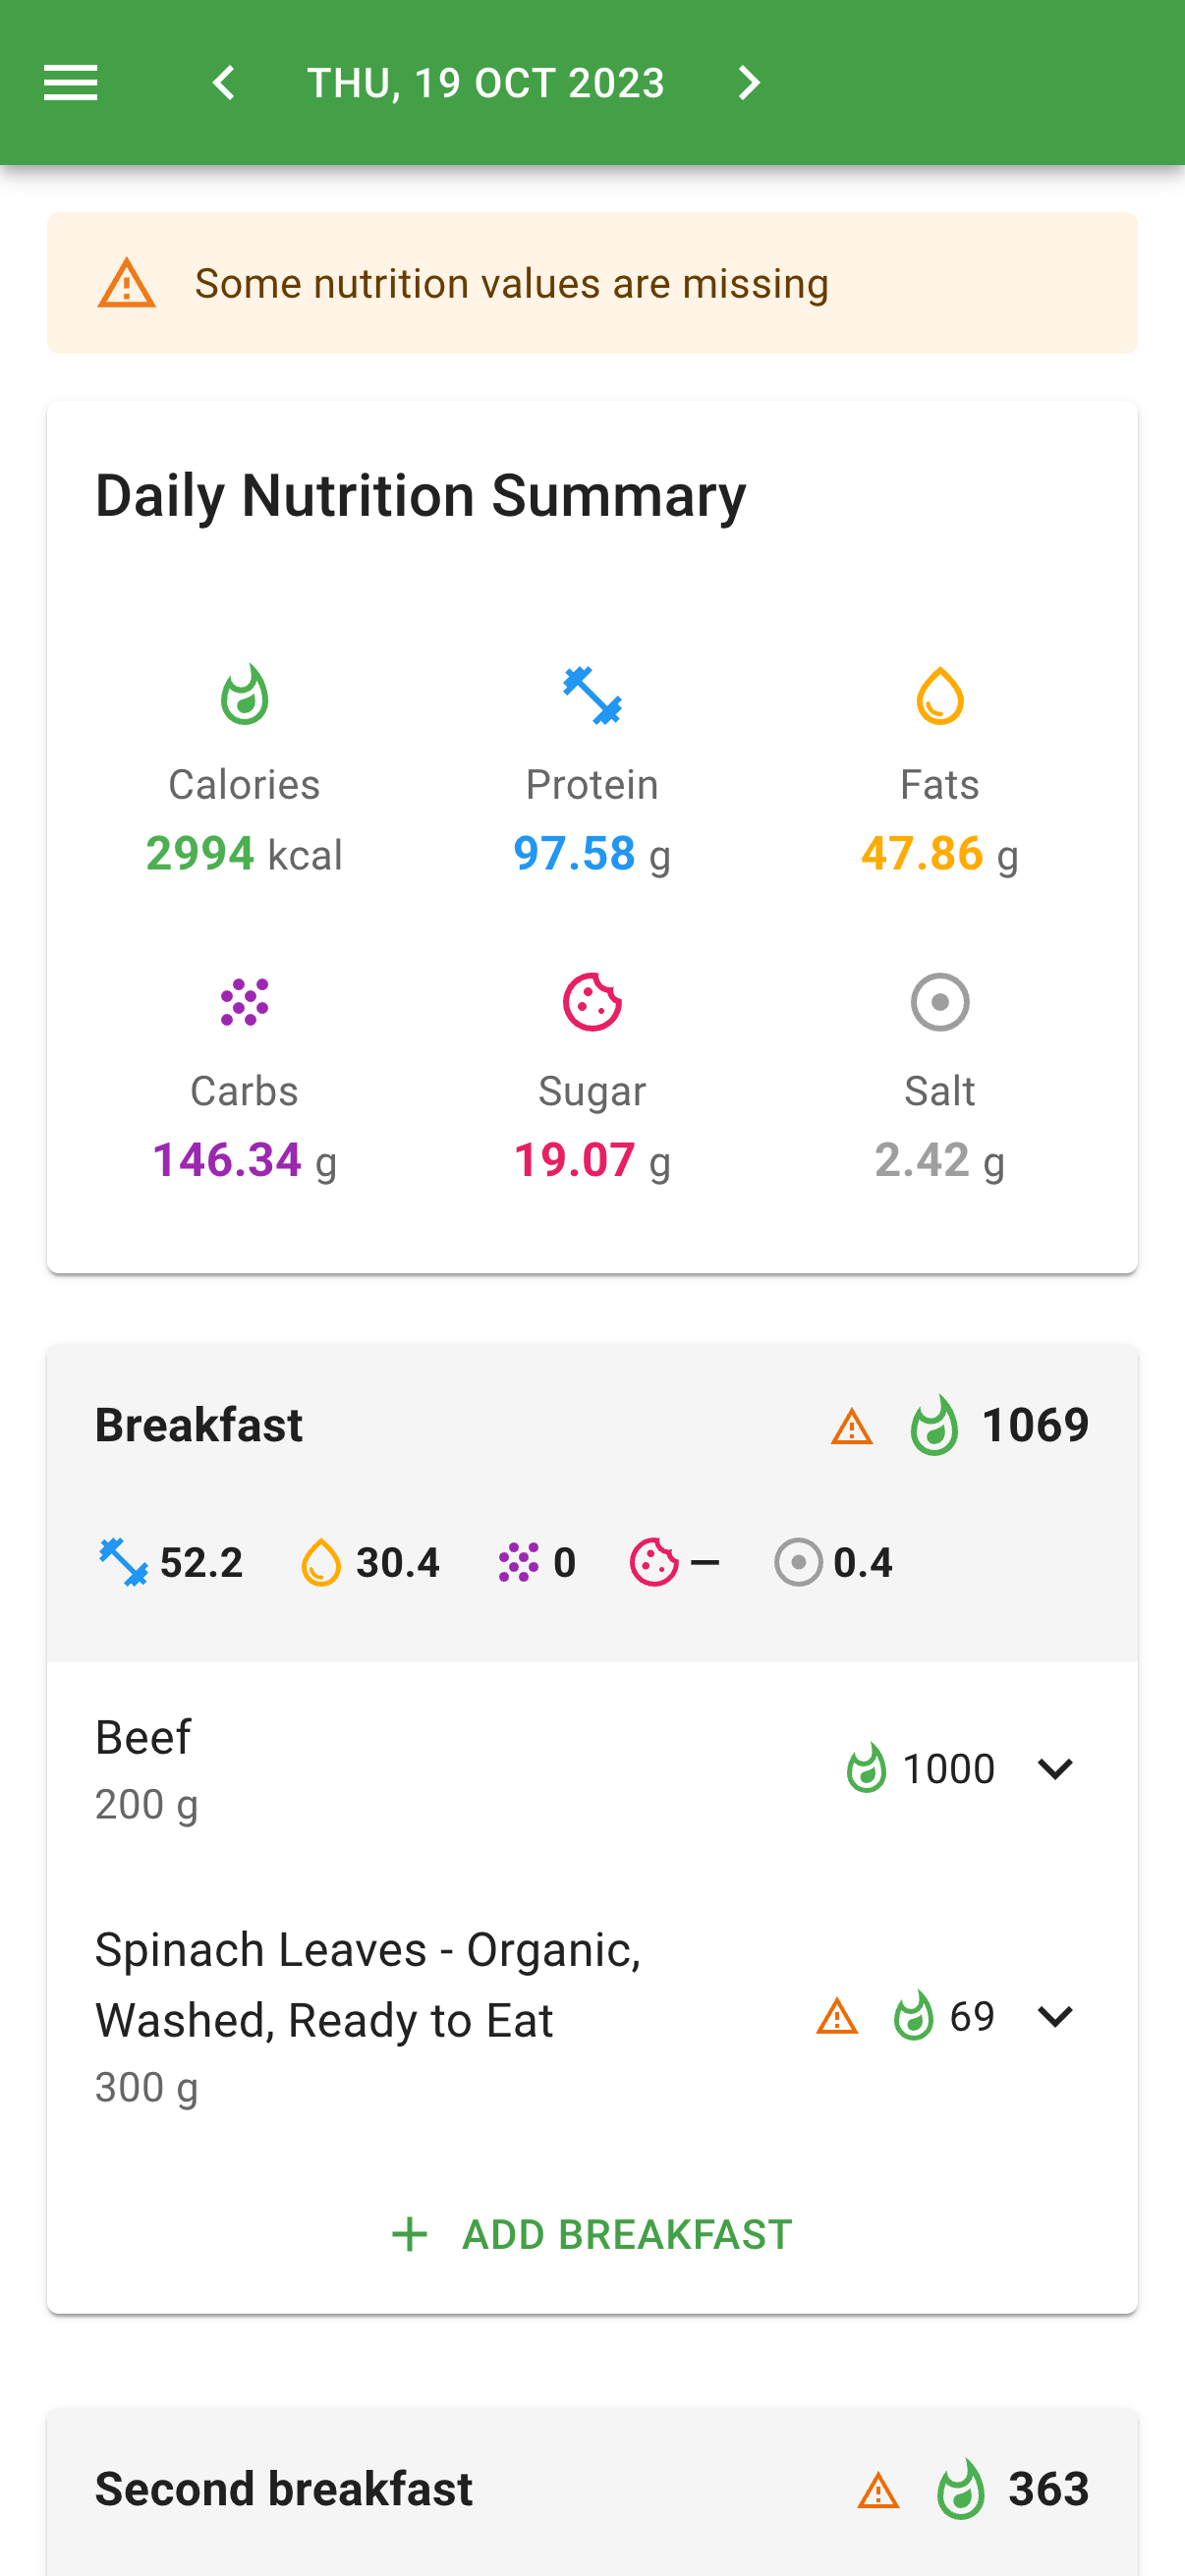 THU, 19 OCT 2023
Some nutrition values are missing
Daily Nutrition Summary
Calories
2994 kcal
Protein
97.58 g
Fats
47.86 g
Carbs
146.34 g
Sugar
19.07 g
Salt
2.42 g
Breakfast
1069
52.2 30.4 0 – 0.4
Beef
200 g
1000
Spinach Leaves - Organic,
Washed, Ready to Eat
300 g
69
+ ADD BREAKFAST
Second breakfast
363